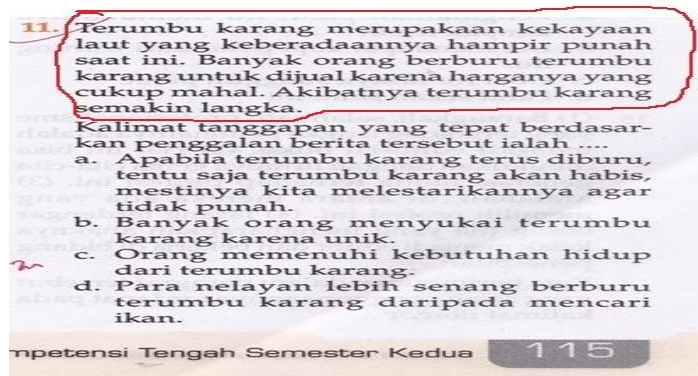 11. Terumbu karang merupakaan kekayaan
laut yang keberadaannya hampir punah
saat ini. Banyak orang berburu terumbu
karang untuk dijual karena harganya yang
cukup mahal. Akibatnya terumbu karang
semakin langka.
Kalimat tanggapan yang tepat berdasar-
kan penggalan berita tersebut ialah ....
a. Apabila terumbu karang terus diburu,
tentu saja terumbu karang akan habis,
mestinya kita melestarikannya agar
tidak punah.
b. Banyak orang menyukai terumbu
karang karena unik.
c. Orang memenuhi kebutuhan hidup
dari terumbu karang.
d. Para nelayan lebih senang berburu
terumbu karang daripada mencari
ikan.
mpetensi Tengah Semester Kedua 115